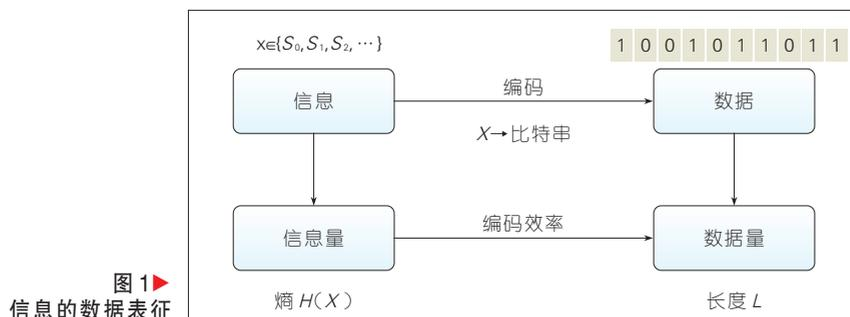 x∈{S₀,S₁,S₂,…}
1 0 0 1 0 1 1 0 1 1
信息
编码
数据
X→比特串
信息量
编码效率
数据量
熵 H(X)
长度 L
图 1▶
信息的数据表征